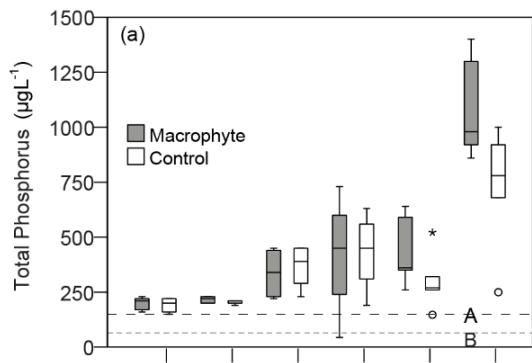 (a)
Total Phosphorus (µgL⁻¹)
1500
1250
1000
750
500
250
0
Macrophyte
Control
A
B